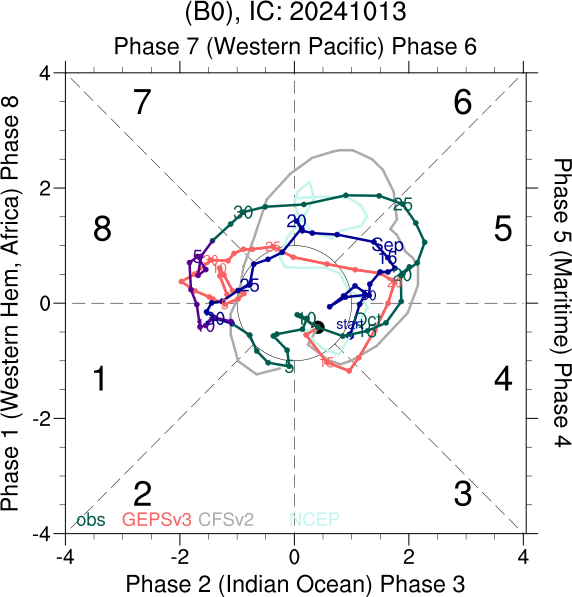 (B0), IC: 20241013
Phase 7 (Western Pacific) Phase 6
4
7
6
2
30
25
20
8
Sep
5
5
25
15
30
10
20
25
20
0
start
Oct
30
10
15
5
1
4
-2
2
3
obs GEPSv3 CFSv2 NCEP
-4
-4 -2 0 2 4
Phase 2 (Indian Ocean) Phase 3
Phase 1 (Western Hem, Africa) Phase 8
Phase 5 (Maritime) Phase 4